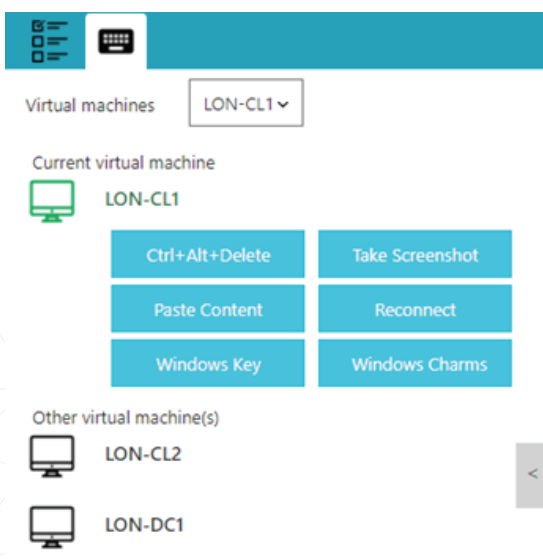 Virtual machines LON-CL1
Current virtual machine
LON-CL1
Ctrl+Alt+Delete Take Screenshot
Paste Content Reconnect
Windows Key Windows Charms
Other virtual machine(s)
LON-CL2
<
LON-DC1